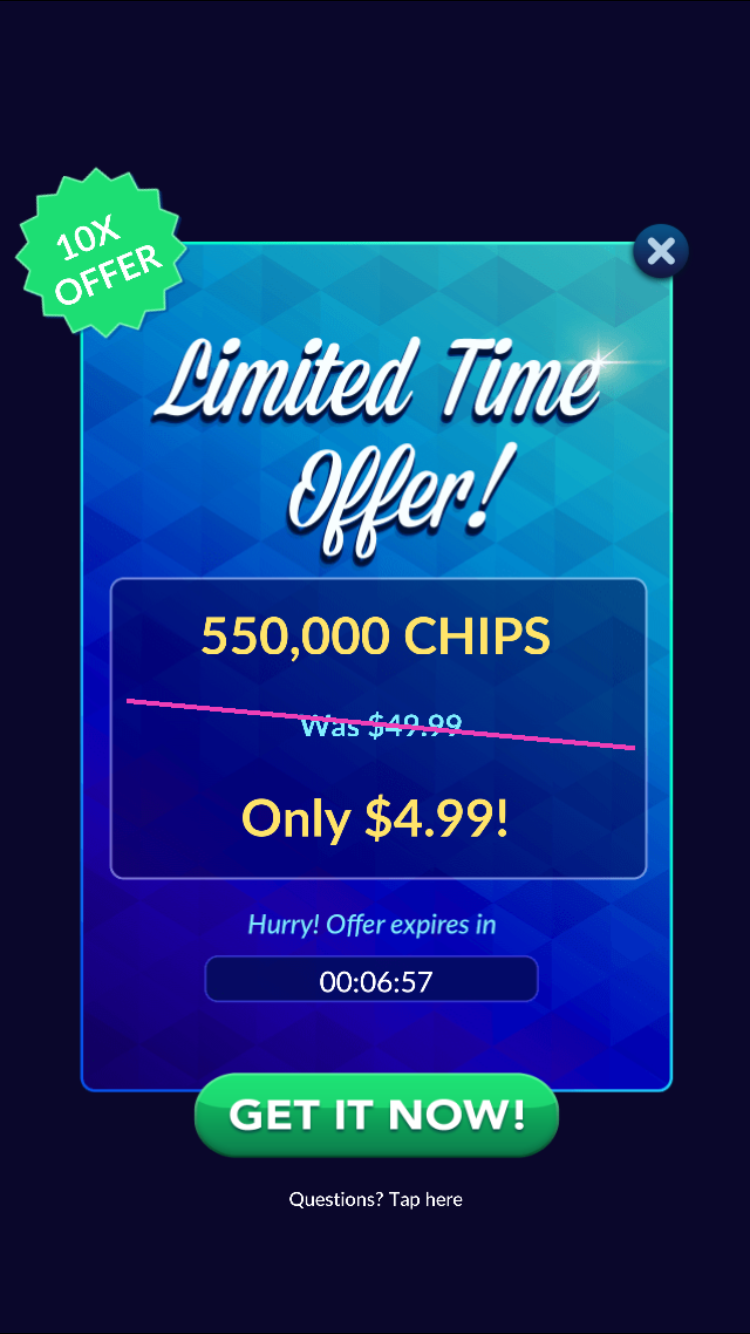 10X
OFFER
Limited Time
Offer!
550,000 CHIPS
Was $49.99
Only $4.99!
Hurry! Offer expires in
00:06:57
GET IT NOW!
Questions? Tap here